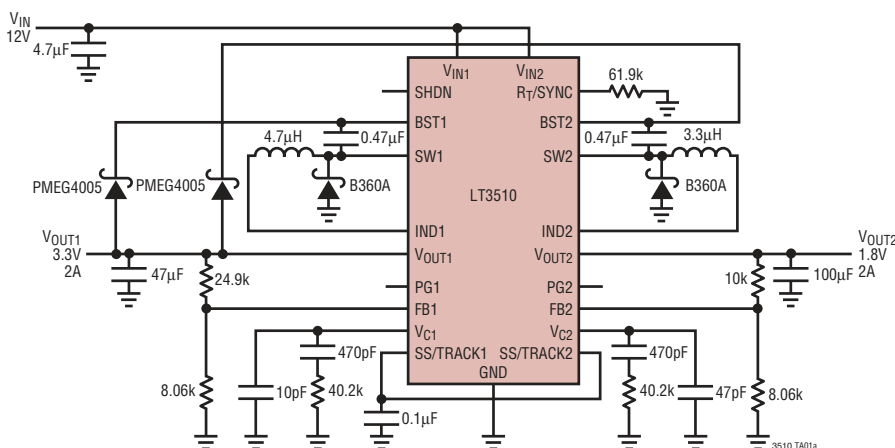 VIN
12V
4.7µF
VIN1
VIN2
SHDN
RT/SYNC
61.9k
BST1
BST2
4.7µH
0.47µF
0.47µF
3.3µH
SW1
SW2
PMEG4005
PMEG4005
B360A
LT3510
B360A
IND1
IND2
VOUT1
3.3V
2A
VOUT1
VOUT2
VOUT2
1.8V
2A
47µF
24.9k
10k
100µF
PG1
PG2
FB1
FB2
VC1
VC2
470pF
SS/TRACK1
SS/TRACK2
470pF
GND
8.06k
10pF
40.2k
40.2k
47pF
8.06k
0.1µF
3510 TA01a